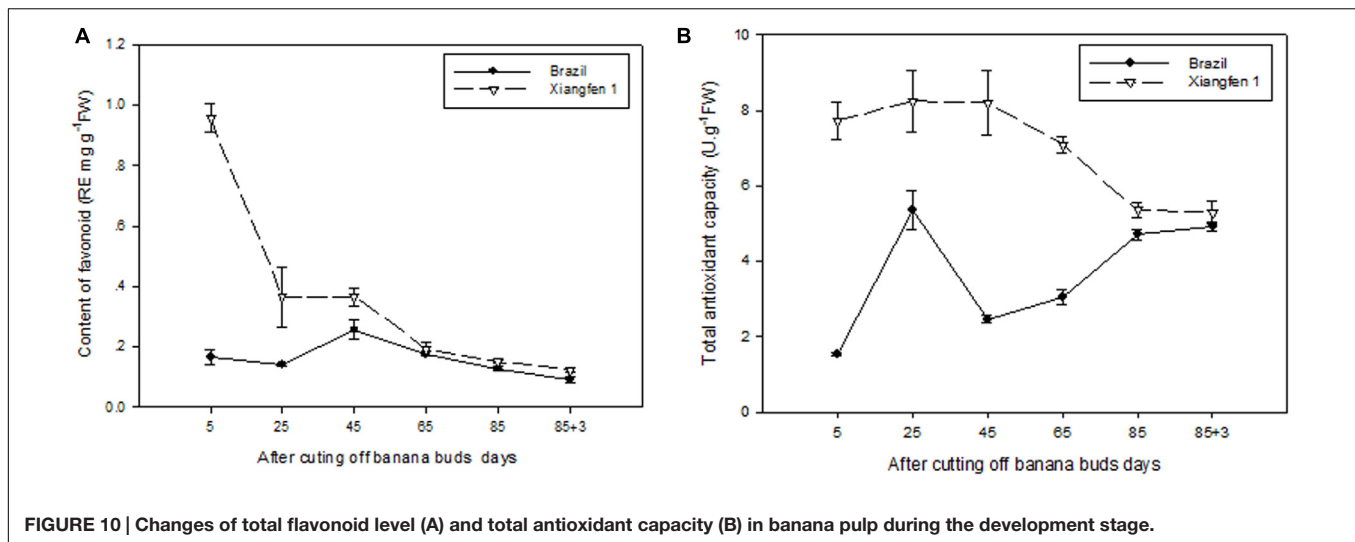 A
1.2
1.0
.8
.6
.4
.2
0.0
Content of favonoid (RE mg g⁻¹FW)
Brazil
Xiangfen 1
5 25 45 65 85 85+3
After cuting off banana buds days
B
10
8
6
4
2
0
Total antioxidant capacity (U.g⁻¹FW)
Brazil
Xiangfen 1
5 25 45 65 85 85+3
After cutting off banana buds days
FIGURE 10 | Changes of total flavonoid level (A) and total antioxidant capacity (B) in banana pulp during the development stage.